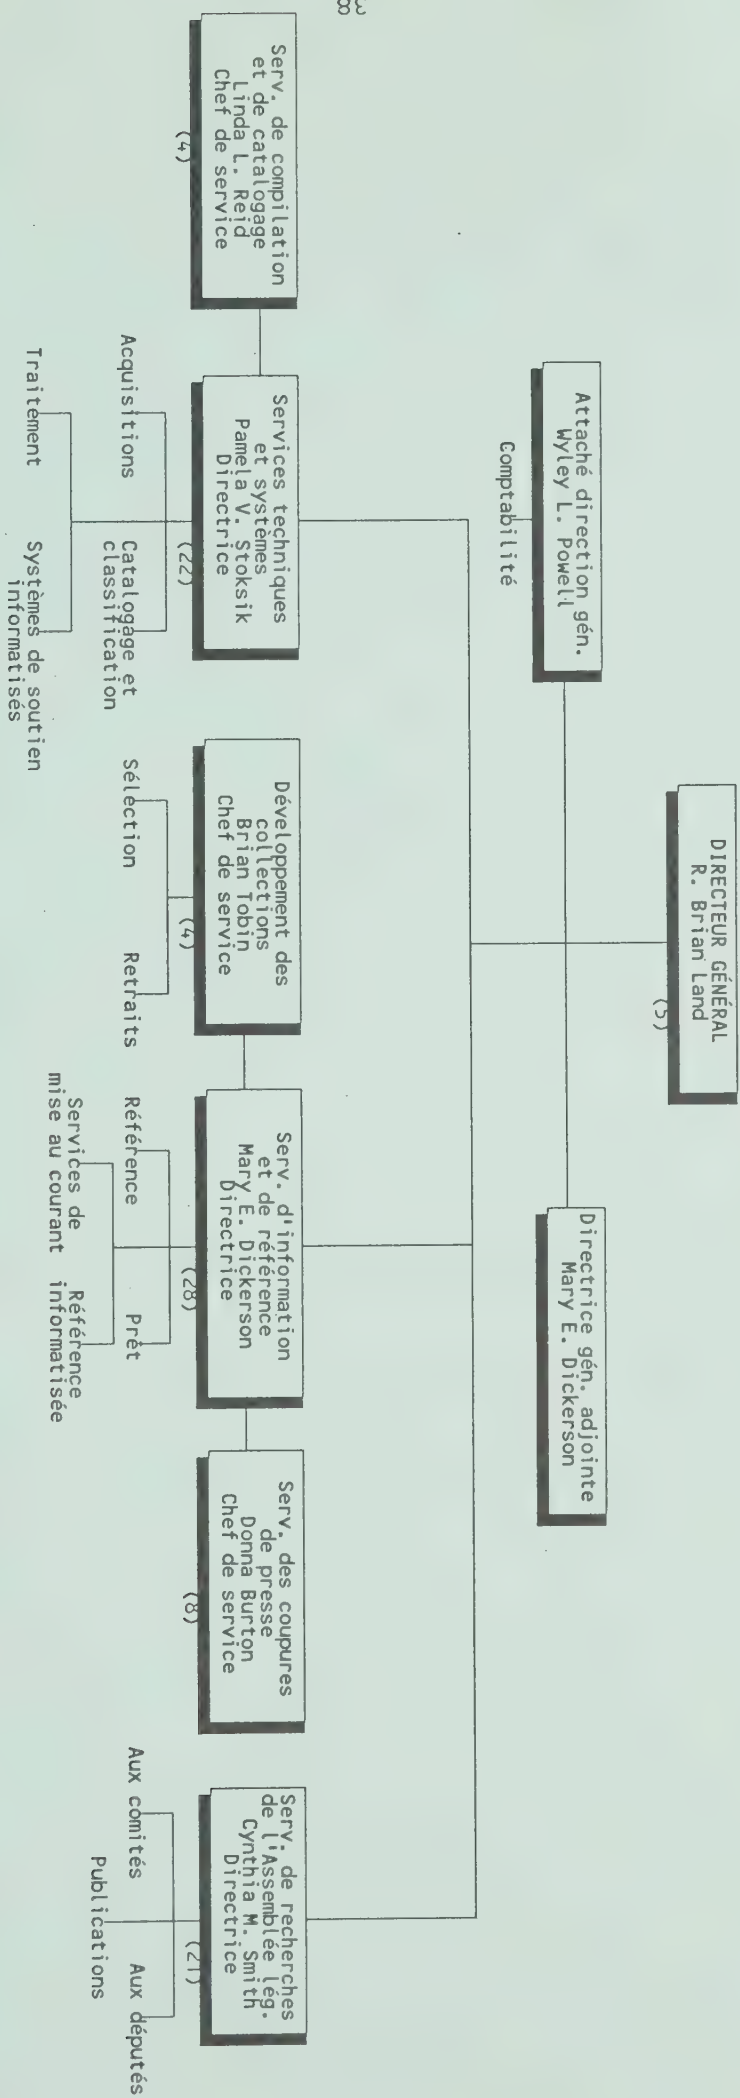 DIRECTEUR GÉNÉRAL
R. Brian Land
(5)
Attaché direction gén.
Wyley L. Powell
Comptabilité
Directrice gén. adjointe
Mary E. Dickerson
Serv. de compilation
et de catalogage
Linda L. Reid
Chef de service
(4)
Services techniques
et systèmes
Pamela V. Stoksik
Directrice
(22)
Acquisitions
Catalogage et
classification
Traitement
Systèmes de soutien
informatisés
Développement des
collections
Brian Tobin
Chef de service
(4)
Sélection
Retraits
Serv. d'information
et de référence
Mary E. Dickerson
Directrice
(28)
Référence
Prêt
Services de
mise au courant
Référence
informatisée
Serv. des coupures
de presse
Donna Burton
Chef de service
(8)
Serv. de recherches
de l'Assemblée lég.
Cynthia M. Smith
Directrice
(21)
Aux comités
Aux députés
Publications
38